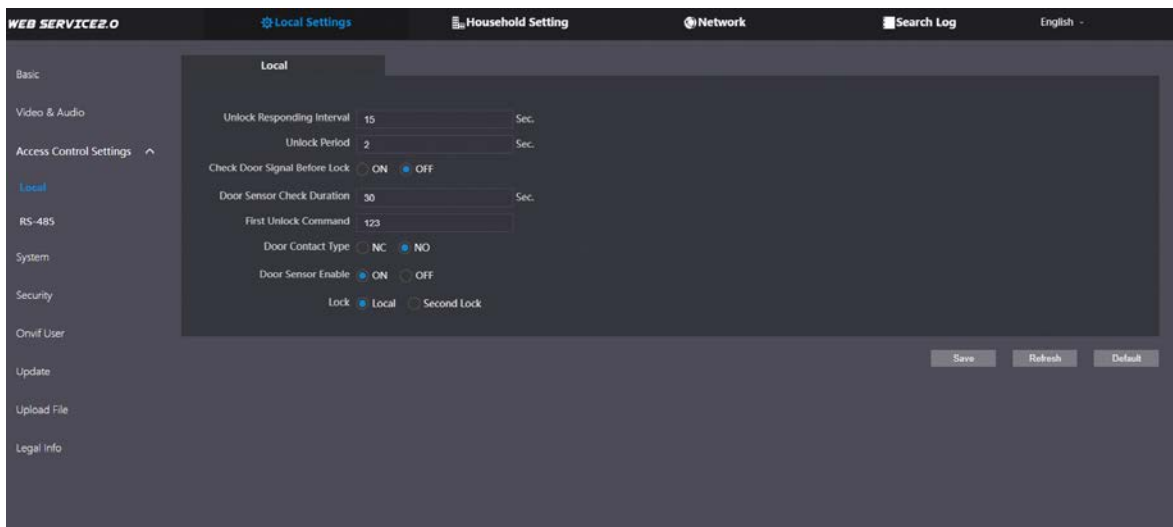 WEB SERVICE2.0 Local Settings Household Setting Network Search Log English
Local
Basic
Video & Audio
Access Control Settings
Local
RS-485
System
Security
Onvif User
Update
Upload File
Legal Info
Unlock Responding Interval 15 Sec.
Unlock Period 2 Sec.
Check Door Signal Before Lock ON OFF
Door Sensor Check Duration 30 Sec.
First Unlock Command 123
Door Contact Type NC NO
Door Sensor Enable ON OFF
Lock Local Second Lock
Save Refresh Default